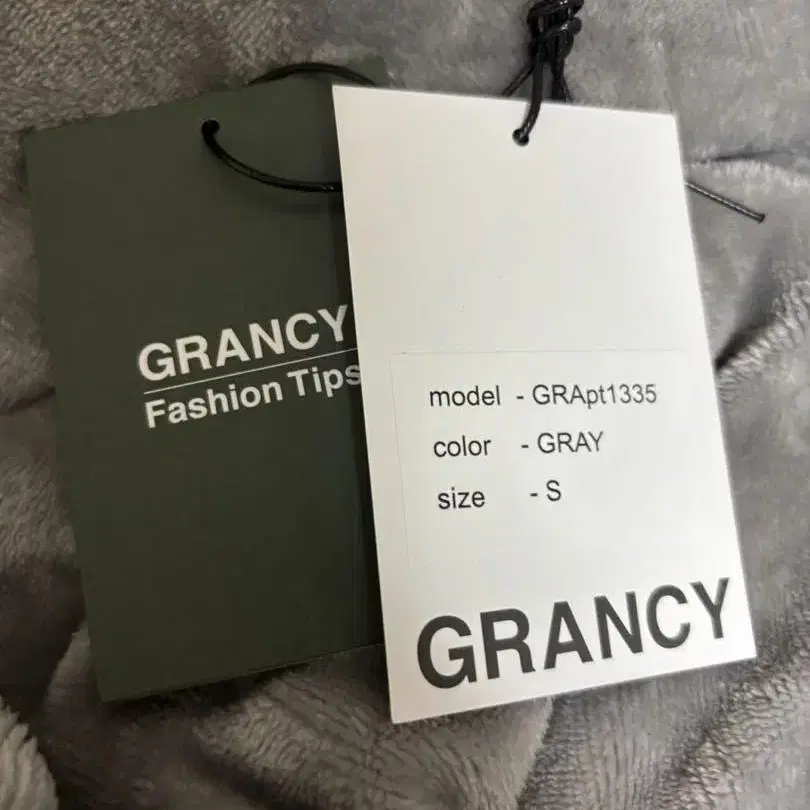 GRANCY
Fashion Tips
model - GRApt1335
color - GRAY
size - S
GRANCY